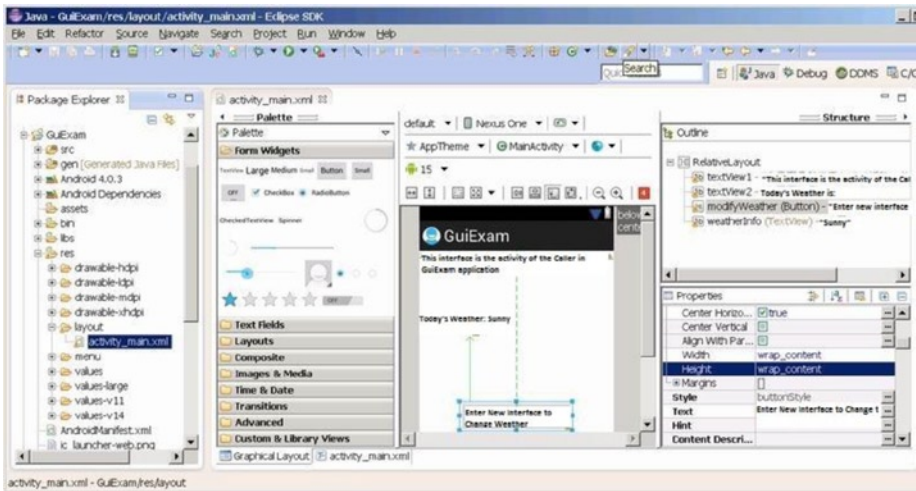 Java - GuiExam/res/layout/activity_main.xml - Eclipse SDK
File Edit Refactor Source Navigate Search Project Run Window Help
Search
Java Debug DDMS C/C
Package Explorer
GuiExam
src
gen [Generated Java Files]
Android 4.0.3
Android Dependencies
assets
bin
libs
res
drawable-hdpi
drawable-ldpi
drawable-mdpi
drawable-xhdpi
layout
activity_main.xml
menu
values
values-large
values-v11
values-v14
AndroidManifest.xml
ic_launcher-web.png
activity_main.xml
Palette
Palette
Form Widgets
TextView Large Medium Small Button Small
OFF CheckBox RadioButton
CheckedTextView Spinner
OFF
Text Fields
Layouts
Composite
Images & Media
Time & Date
Transitions
Advanced
Custom & Library Views
Graphical Layout activity_main.xml
default Nexus One
AppTheme MainActivity
15
GuiExam
This interface is the activity of the Caller in
GuiExam application
Today's Weather: Sunny
Enter New Interface to
Change Weather
below
cent
Structure
Outline
RelativeLayout
textView1 - "This interface is the activity of the Cal
textView2 - Today's Weather is:
modifyWeather (Button) - "Enter new interface
weatherInfo (TextView) - "Sunny"
Properties
Center Horizo... true
Center Vertical
Align With Par...
Width wrap_content
Height wrap_content
Margins []
Style buttonStyle
Text Enter New Interface to Change t
Hint
Content Descri...
activity_main.xml - GuiExam/res/layout